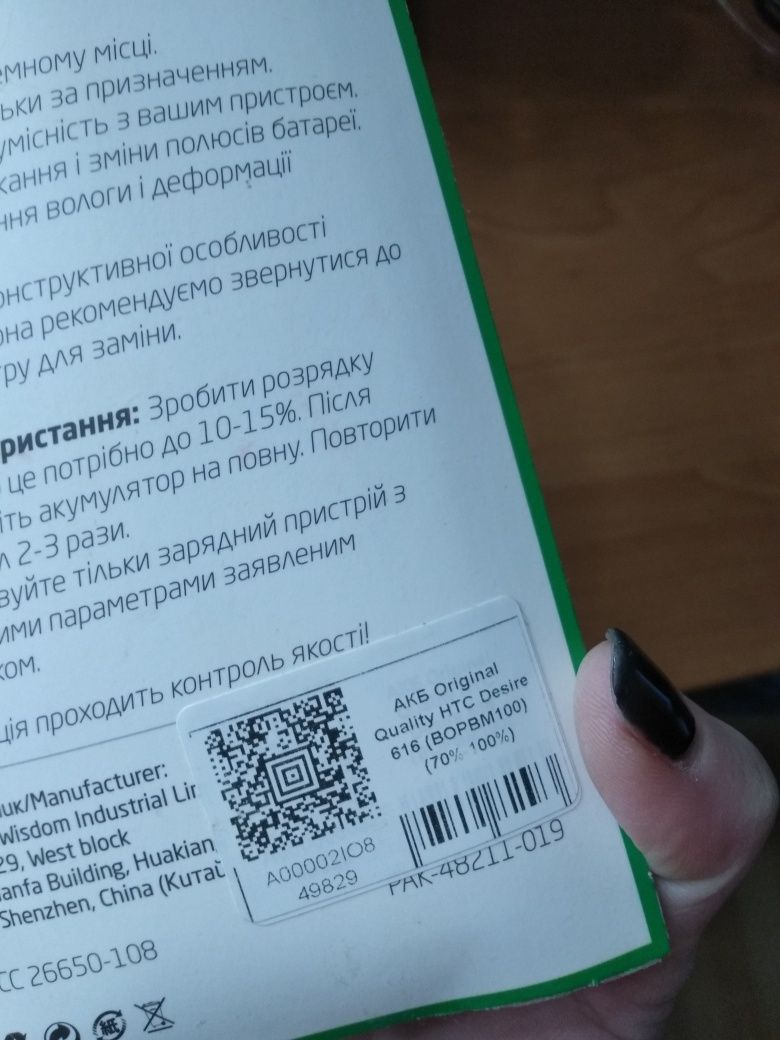 емному місці.
ьки за призначенням.
умісність з вашим пристроєм.
кання і зміни полюсів батареї.
ння вологи і деформації
онструктивної особливості
она рекомендуємо звернутися до
ру для заміни.
ристання: Зробити розрядку
це потрібно до 10-15%. Після
іть акумулятор на повну. Повторити
л 2-3 рази.
вуйте тільки зарядний пристрій з
ими параметрами заявленим
ком.
ція проходить контроль якості!
АКБ Original
Quality HTC Desire
616 (BOPBM100)
(70% 100%)
A00002IO8
49829
PAK-48211-019
ик/Manufacturer:
Wisdom Industrial Lir
29, West block
anfa Building, Huakian
Shenzhen, China (Китай
CC 26650-108